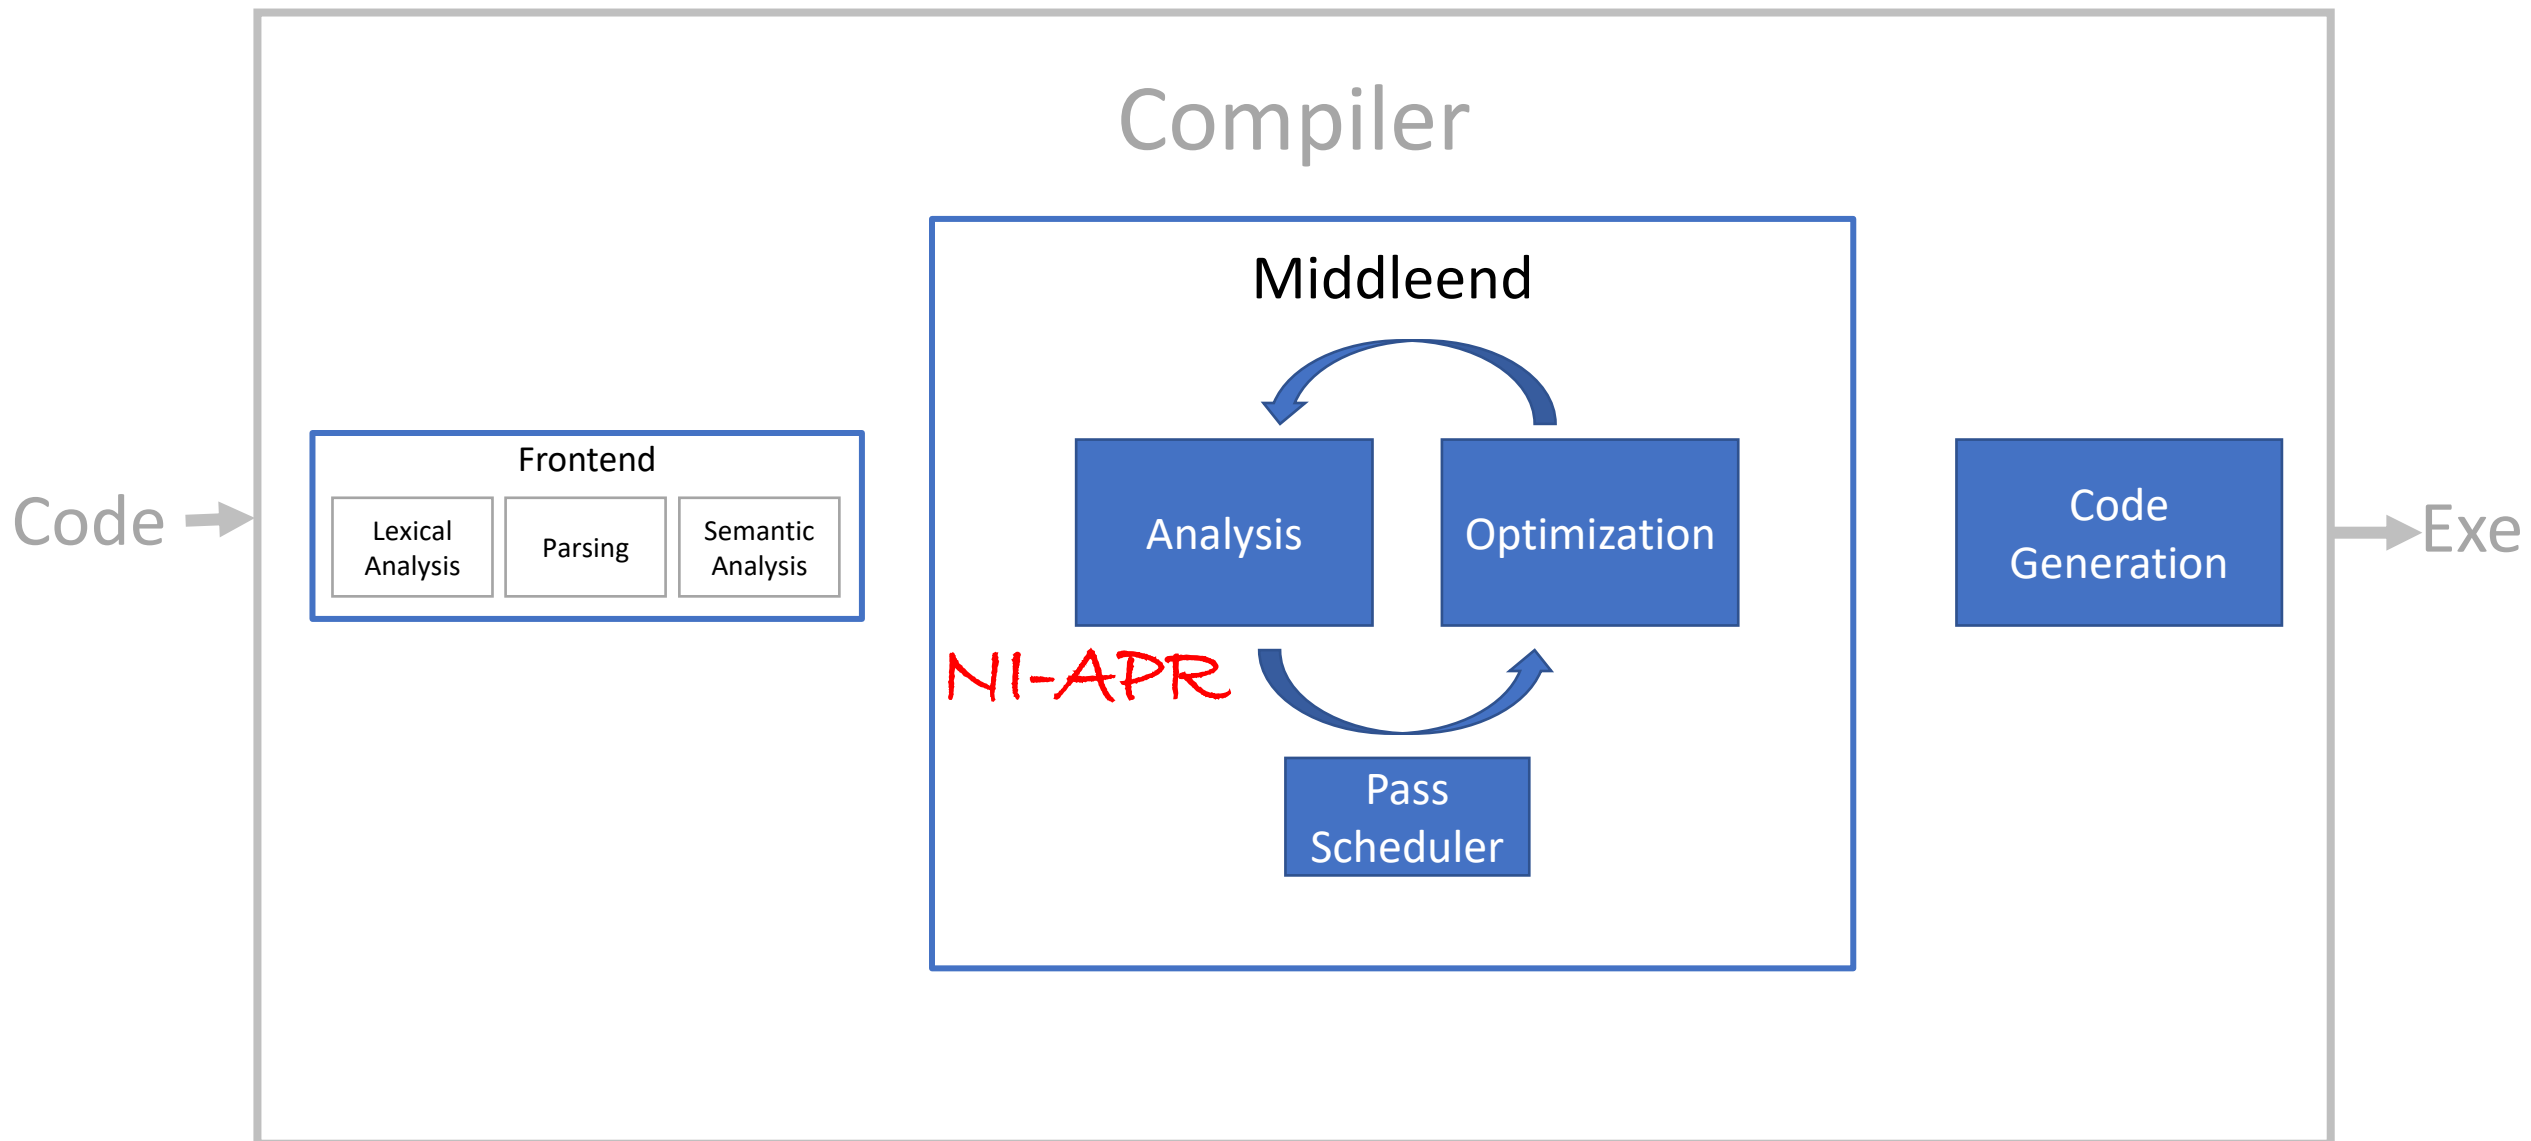 Compiler
Middleend
Frontend
Code
Lexical
Analysis
Parsing
Semantic
Analysis
Analysis
Optimization
Code
Generation
Exe
NI-APR
Pass
Scheduler